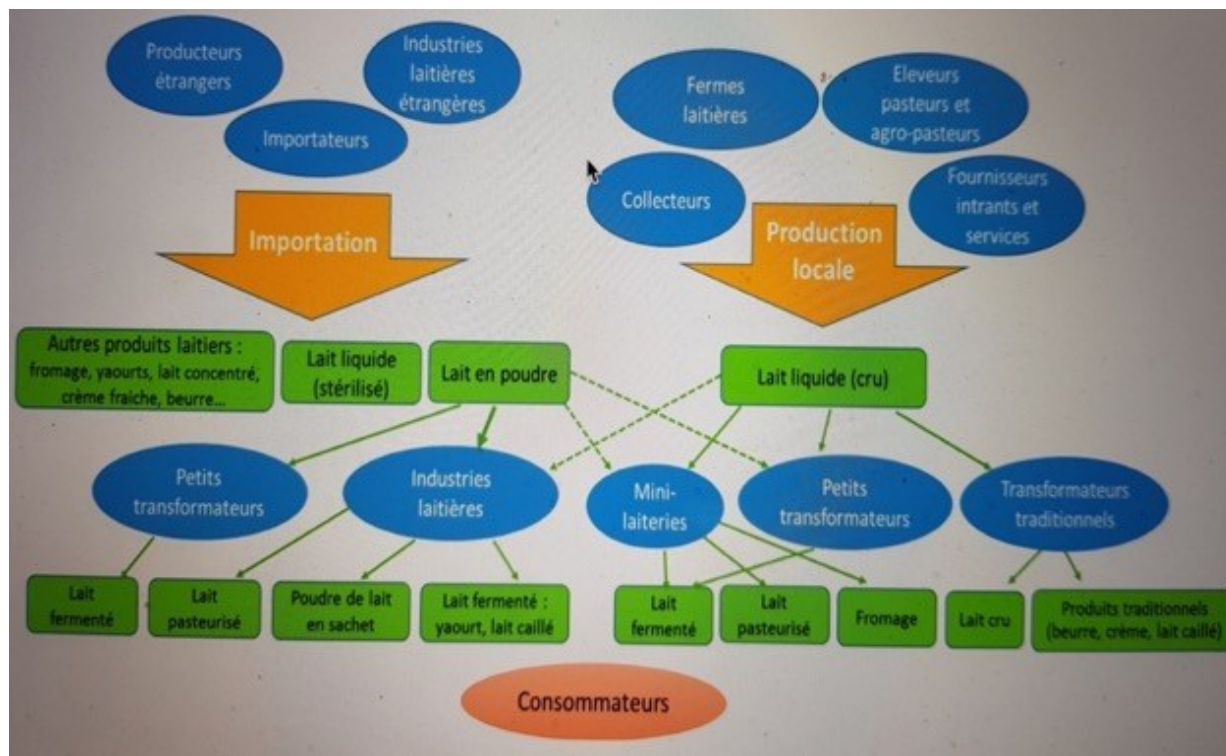 Producteurs
étrangers
Industries
laitières
étrangères
Importateurs
Fermes
laitières
Eleveurs
pasteurs et
agro-pasteurs
Collecteurs
Fournisseurs
intrants et
services
Importation
Production
locale
Autres produits laitiers :
fromage, yaourts, lait concentré,
crème fraiche, beurre...
Lait liquide
(stérilisé)
Lait en poudre
Lait liquide (cru)
Petits
transformateurs
Industries
laitières
Mini-
laiteries
Petits
transformateurs
Transformateurs
traditionnels
Lait
fermenté
Lait
pasteurisé
Poudre de lait
en sachet
Lait fermenté :
yaourt, lait caillé
Lait
fermenté
Lait
pasteurisé
Fromage
Lait cru
Produits traditionnels
(beurre, crème, lait caillé)
Consommateurs